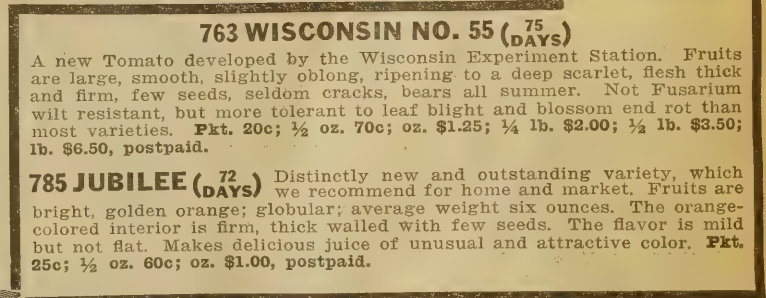 763 WISCONSIN NO. 55 (75 DAYS)
A new Tomato developed by the Wisconsin Experiment Station. Fruits
are large, smooth, slightly oblong, ripening to a deep scarlet, flesh thick
and firm, few seeds, seldom cracks, bears all summer. Not Fusarium
wilt resistant, but more tolerant to leaf blight and blossom end rot than
most varieties. Pkt. 20c; ½ oz. 70c; oz. $1.25; ¼ lb. $2.00; ½ lb. $3.50;
lb. $6.50, postpaid.
785 JUBILEE (72 DAYS) Distinctly new and outstanding variety, which
we recommend for home and market. Fruits are
bright, golden orange; globular; average weight six ounces. The orange-
colored interior is firm, thick walled with few seeds. The flavor is mild
but not flat. Makes delicious juice of unusual and attractive color. Pkt.
25c; ½ oz. 60c; oz. $1.00, postpaid.